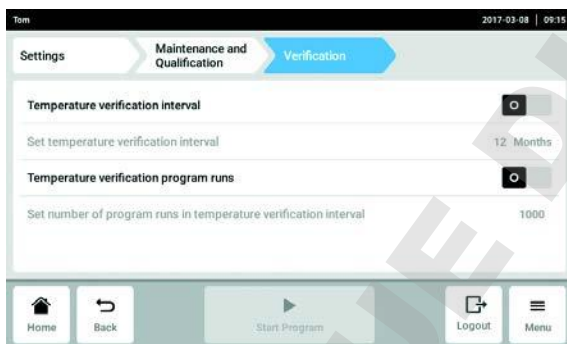 Tom 2017-03-08 | 09:15
Settings
Maintenance and
Qualification
Verification
Temperature verification interval O
Set temperature verification interval 12 Months
Temperature verification program runs O
Set number of program runs in temperature verification interval 1000
Start Program
Home Back Logout Menu